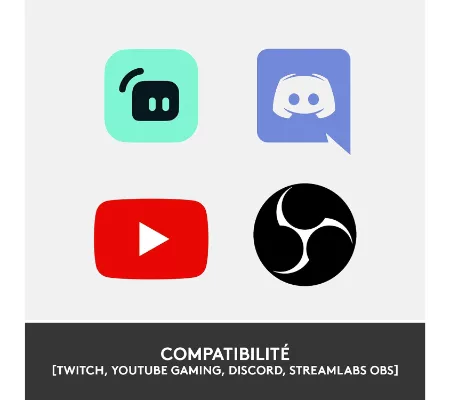 COMPATIBILITÉ
[TWITCH, YOUTUBE GAMING, DISCORD, STREAMLABS OBS]